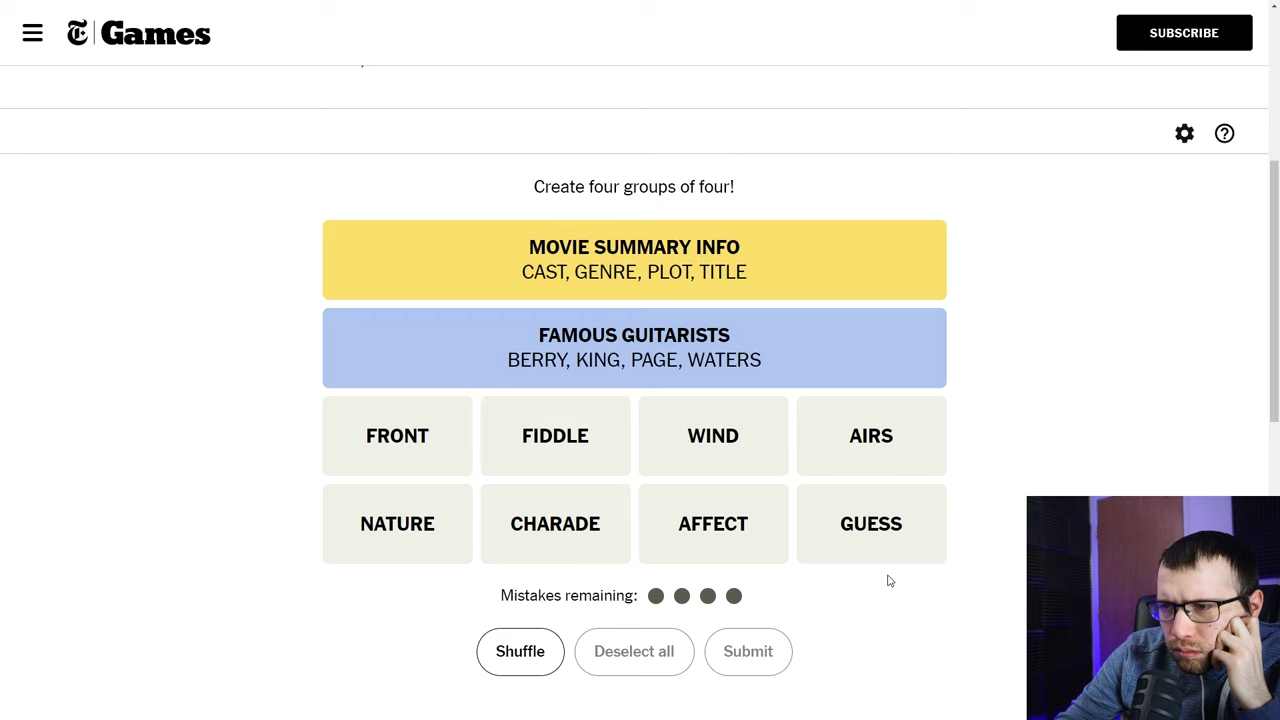 Games
SUBSCRIBE
Create four groups of four!
MOVIE SUMMARY INFO
CAST, GENRE, PLOT, TITLE
FAMOUS GUITARISTS
BERRY, KING, PAGE, WATERS
FRONT FIDDLE WIND AIRS
NATURE CHARADE AFFECT GUESS
Mistakes remaining:
Shuffle Deselect all Submit